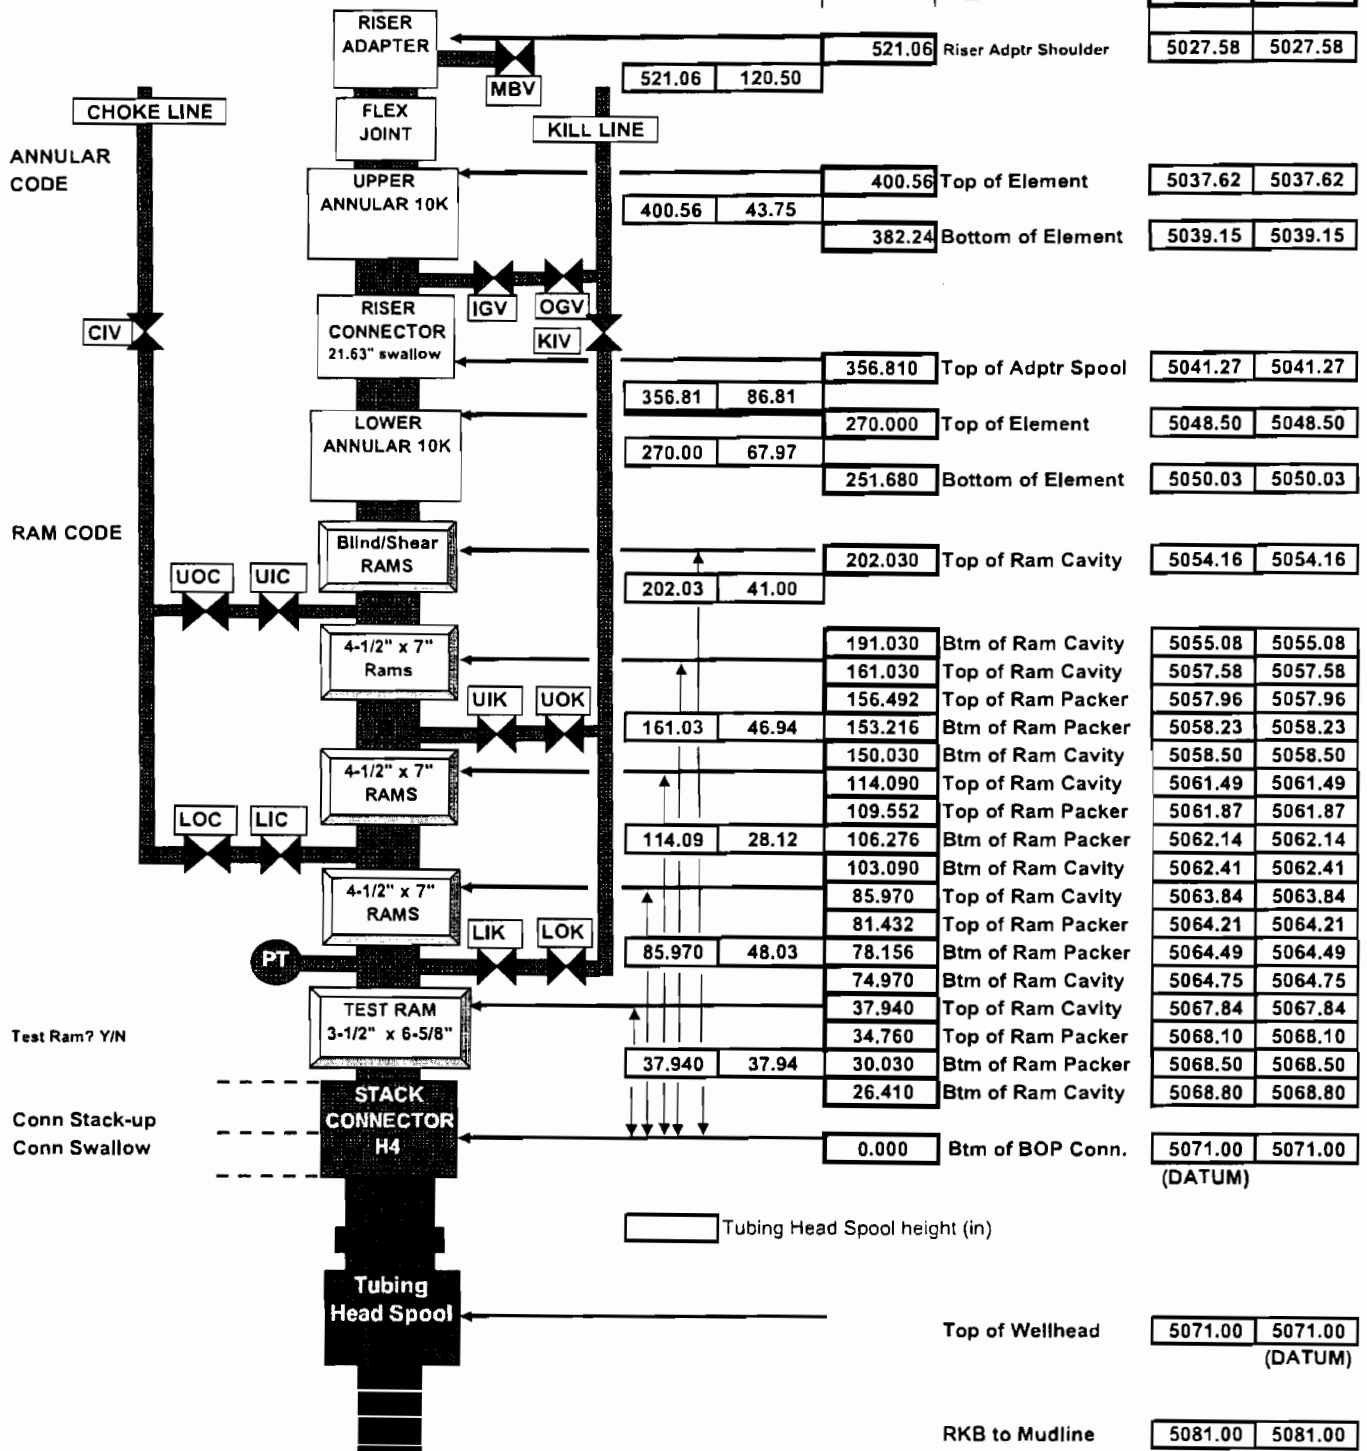 RISER
ADAPTER
521.06 Riser Adptr Shoulder 5027.58 5027.58
MBV
521.06 120.50
CHOKE LINE
FLEX
JOINT
KILL LINE
ANNULAR
CODE
UPPER
ANNULAR 10K
400.56 Top of Element 5037.62 5037.62
400.56 43.75
382.24 Bottom of Element 5039.15 5039.15
IGV OGV
RISER
CONNECTOR
21.63" swallow
CIV
KIV
356.810 Top of Adptr Spool 5041.27 5041.27
356.81 86.81
LOWER
ANNULAR 10K
270.000 Top of Element 5048.50 5048.50
270.00 67.97
251.680 Bottom of Element 5050.03 5050.03
RAM CODE
Blind/Shear
RAMS
202.030 Top of Ram Cavity 5054.16 5054.16
UOC UIC
202.03 41.00
4-1/2" x 7"
Rams
191.030 Btm of Ram Cavity 5055.08 5055.08
161.030 Top of Ram Cavity 5057.58 5057.58
UIK UOK
156.492 Top of Ram Packer 5057.96 5057.96
161.03 46.94 153.216 Btm of Ram Packer 5058.23 5058.23
150.030 Btm of Ram Cavity 5058.50 5058.50
4-1/2" x 7"
RAMS
114.090 Top of Ram Cavity 5061.49 5061.49
109.552 Top of Ram Packer 5061.87 5061.87
LOC LIC
114.09 28.12 106.276 Btm of Ram Packer 5062.14 5062.14
103.090 Btm of Ram Cavity 5062.41 5062.41
4-1/2" x 7"
RAMS
85.970 Top of Ram Cavity 5063.84 5063.84
81.432 Top of Ram Packer 5064.21 5064.21
LIK LOK
PT
85.970 48.03 78.156 Btm of Ram Packer 5064.49 5064.49
74.970 Btm of Ram Cavity 5064.75 5064.75
TEST RAM
3-1/2" x 6-5/8"
37.940 Top of Ram Cavity 5067.84 5067.84
Test Ram? Y/N
34.760 Top of Ram Packer 5068.10 5068.10
37.940 37.94 30.030 Btm of Ram Packer 5068.50 5068.50
26.410 Btm of Ram Cavity 5068.80 5068.80
STACK
CONNECTOR
H4
Conn Stack-up
Conn Swallow
0.000 Btm of BOP Conn. 5071.00 5071.00
(DATUM)
Tubing Head Spool height (in)
Tubing
Head Spool
Top of Wellhead 5071.00 5071.00
(DATUM)
RKB to Mudline 5081.00 5081.00